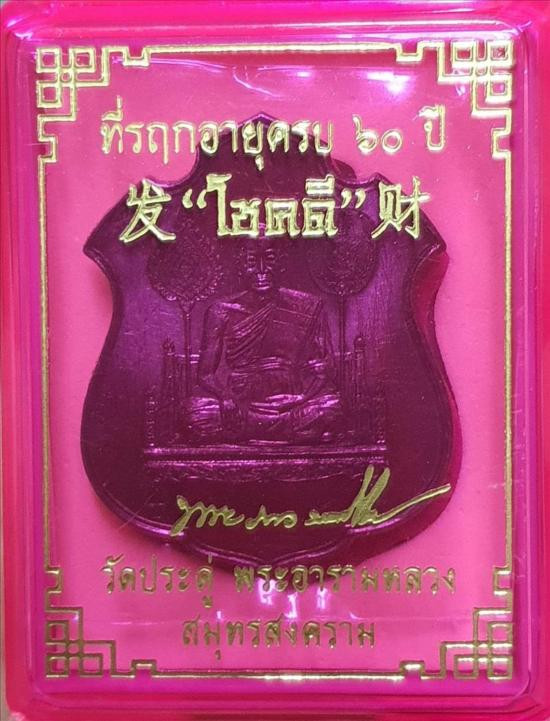 ที่รฤกอายุครบ ๖๐ ปี
发 “โชคดี” 财
วัดประดู่ พระอารามหลวง
สมุทรสงคราม